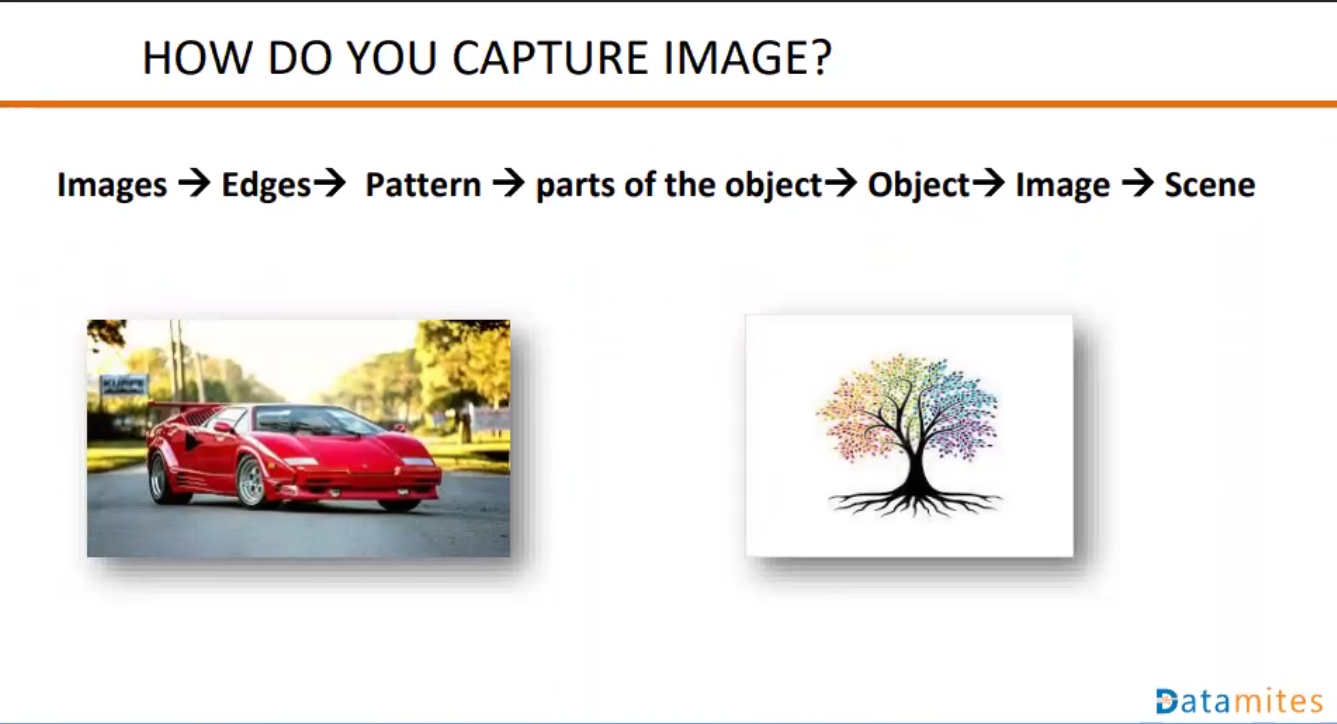 HOW DO YOU CAPTURE IMAGE?
Images → Edges→ Pattern → parts of the object→ Object→ Image → Scene
Datamites